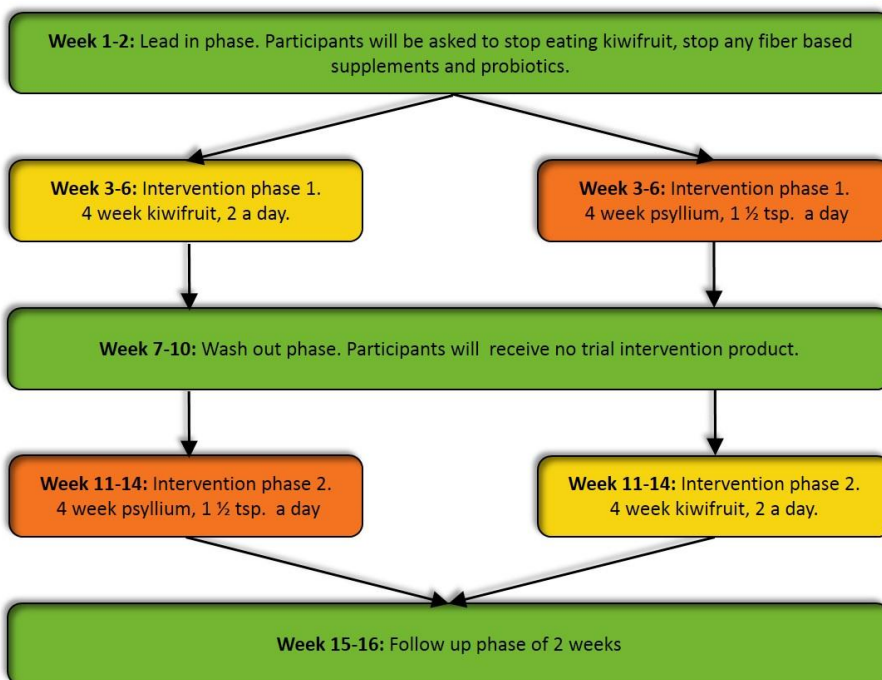 Week 1-2: Lead in phase. Participants will be asked to stop eating kiwifruit, stop any fiber based
supplements and probiotics.
Week 3-6: Intervention phase 1.
4 week kiwifruit, 2 a day.
Week 3-6: Intervention phase 1.
4 week psyllium, 1 ½ tsp.  a day
Week 7-10: Wash out phase. Participants will  receive no trial intervention product.
Week 11-14: Intervention phase 2.
4 week psyllium, 1 ½ tsp.  a day
Week 11-14: Intervention phase 2.
4 week kiwifruit, 2 a day.
Week 15-16: Follow up phase of 2 weeks